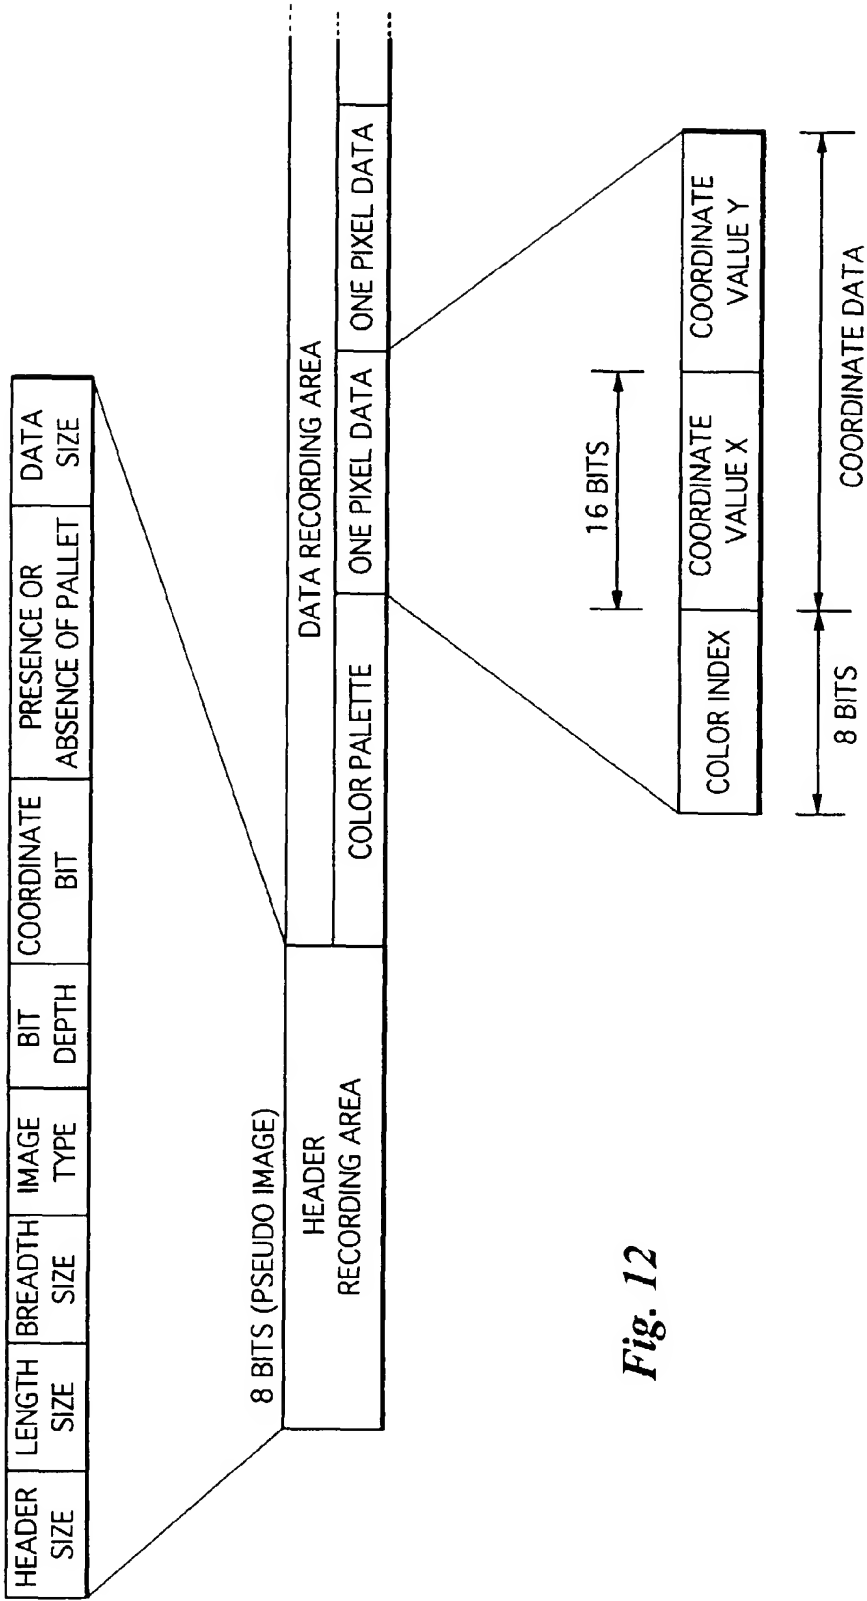 HEADER
SIZE
LENGTH
SIZE
BREADTH
SIZE
IMAGE
TYPE
BIT
DEPTH
COORDINATE
BIT
PRESENCE OR
ABSENCE OF PALLET
DATA
SIZE
8 BITS (PSEUDO IMAGE)
HEADER
RECORDING AREA
DATA RECORDING AREA
COLOR PALETTE
ONE PIXEL DATA
ONE PIXEL DATA
16 BITS
COLOR INDEX
COORDINATE
VALUE X
COORDINATE
VALUE Y
8 BITS
COORDINATE DATA
Fig. 12